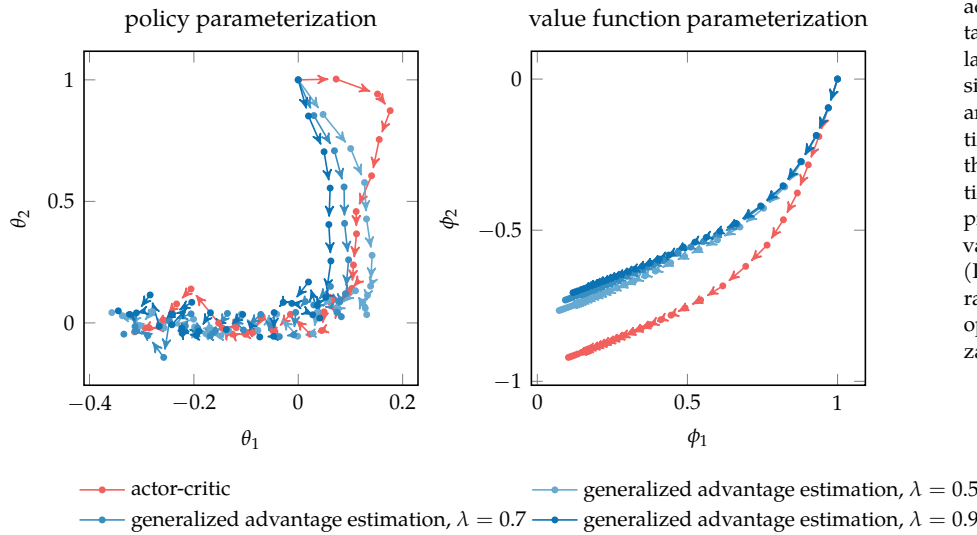 policy parameterization
value function parameterization
1
0.5
0
θ₂
−0.4
−0.2
0
0.2
θ₁
0
−0.5
−1
ϕ₂
0
0.5
1
ϕ₁
actor-critic
generalized advantage estimation, λ = 0.5
generalized advantage estimation, λ = 0.7
generalized advantage estimation, λ = 0.9